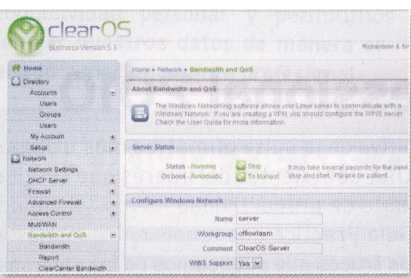 clearOS
Business Version 5.1
Home
Directory
Accounts
Users
Groups
Users
My Account
Setup
Network
Network Settings
DHCP Server
Firewall
Advanced Firewall
Access Control
MultiWAN
Bandwidth and QoS
Bandwidth
Report
ClearCenter Bandwidth
Home ▸ Network ▸ Bandwidth and QoS
About Bandwidth and QoS
The Windows Networking software allows your Linux server to communicate with a
Windows Network. If you are creating a VPN, you should configure the WINS server.
Check the User Guide for more information.
Server Status
Status - Running Stop
On boot - Automatic To Manual
It may take several seconds for the
stop and start. Please be patient...
Configure Windows Network
Name server
Workgroup officeteam
Comment ClearOS Server
WINS Support Yes